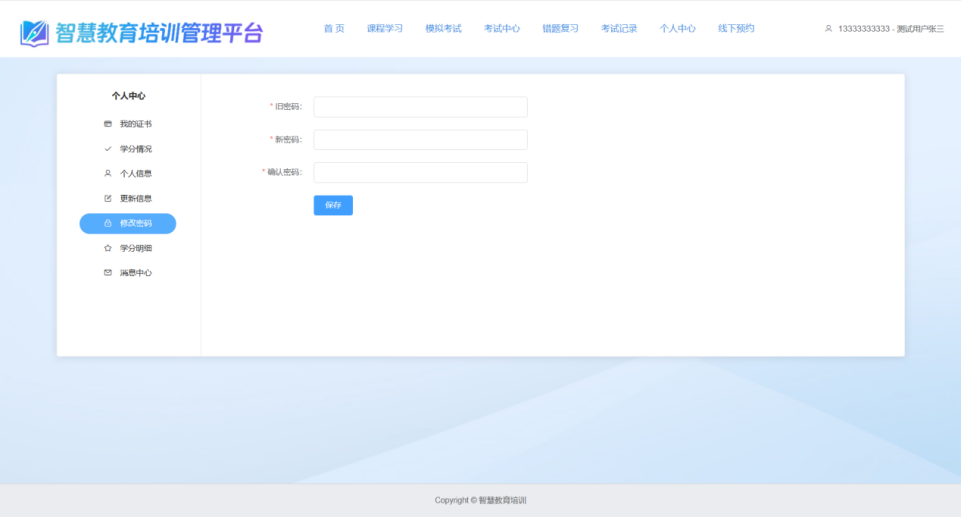 智慧教育培训管理平台
首 页 课程学习 模拟考试 考试中心 错题复习 考试记录 个人中心 线下预约 13333333333 - 测试用户张三
个人中心
我的证书
学分情况
个人信息
更新信息
修改密码
学分明细
消息中心
* 旧密码:
* 新密码:
* 确认密码:
保存
Copyright © 智慧教育培训